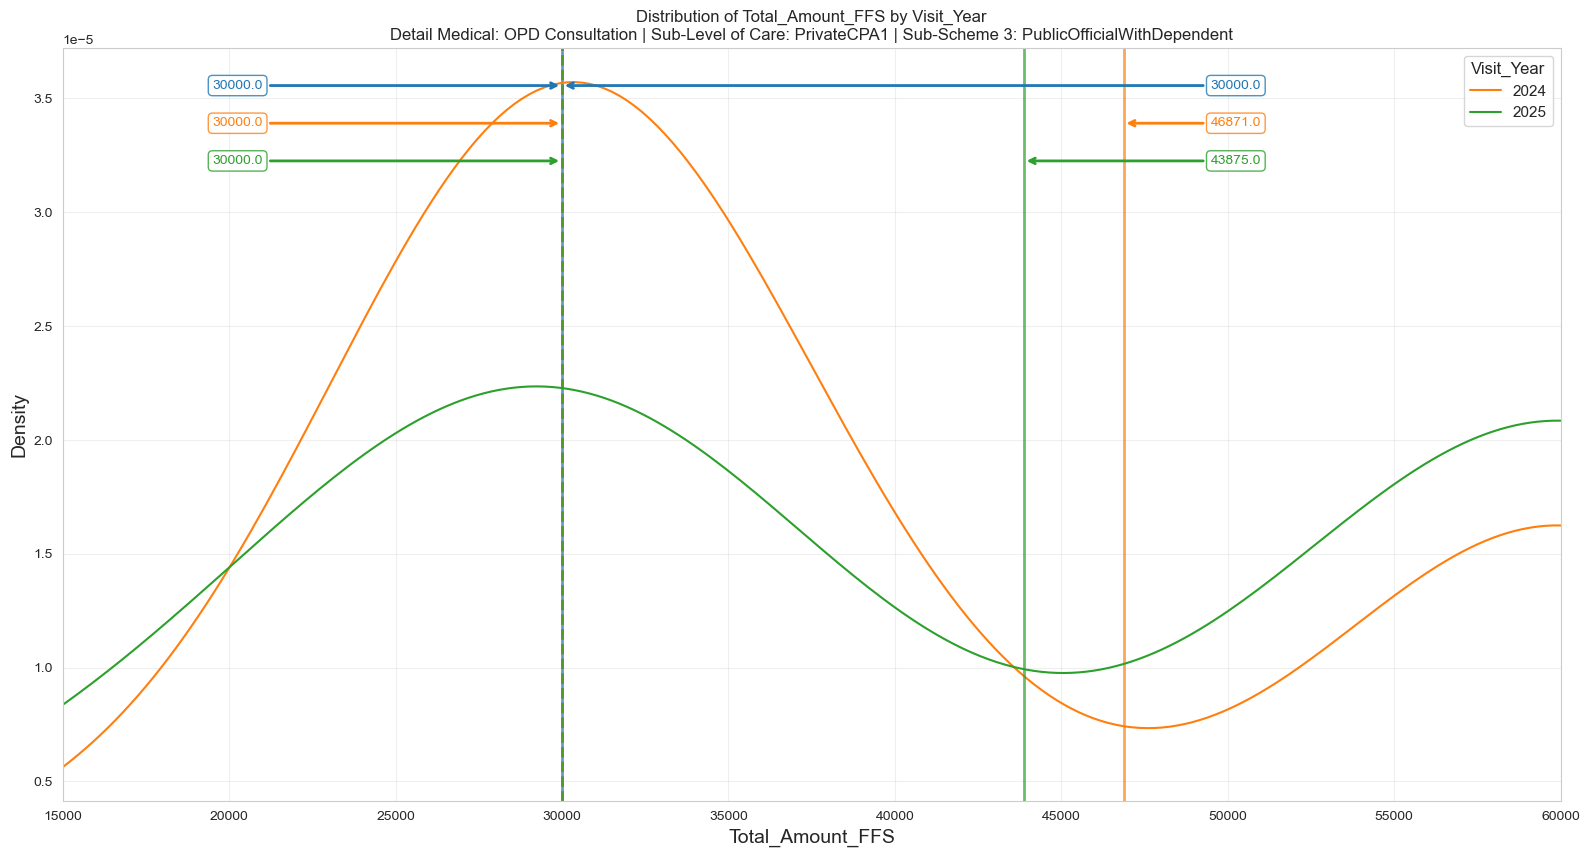 Distribution of Total_Amount_FFS by Visit_Year
Detail Medical: OPD Consultation | Sub-Level of Care: PrivateCPA1 | Sub-Scheme 3: PublicOfficialWithDependent
1e−5
Visit_Year
2024
2025
30000.0 30000.0
30000.0 46871.0
30000.0 43875.0
3.5
3.0
2.5
2.0
1.5
1.0
0.5
Density
15000 20000 25000 30000 35000 40000 45000 50000 55000 60000
Total_Amount_FFS